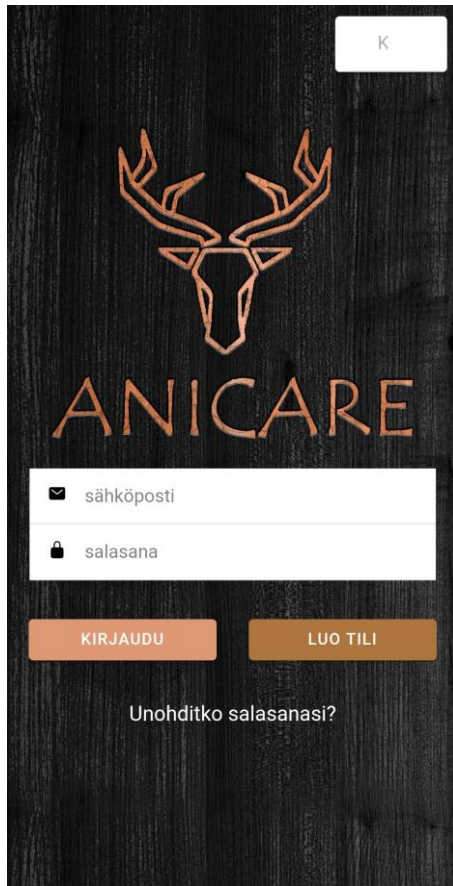 K
ANICARE
sähköposti
salasana
KIRJAUDU
LUO TILI
Unohditko salasanasi?